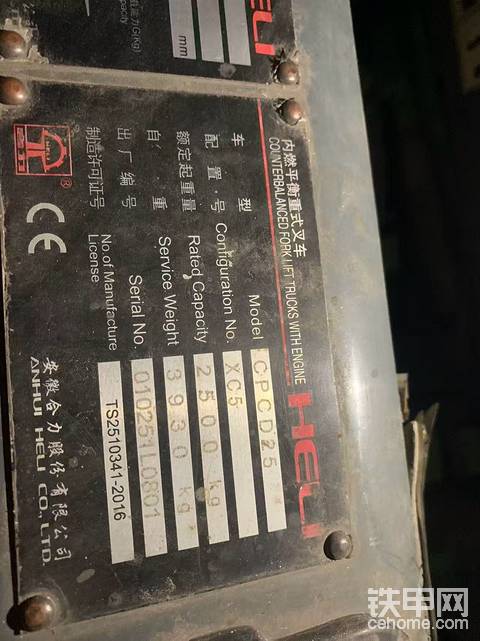 mm
HELI
内燃平衡重式叉车
COUNTERBALANCED FORK LIFT TRUCKS WITH ENGINE
HELI
车 型 Model CPCD25
配 置 号 Configuration No. XC5
额定起重量 Rated Capacity 2500 kg
自 重 Service Weight 3930 kg
出 厂 编 号 Serial No. 010251L0801
制造许可证号 No.of Manufacture License TS2510341-2016
®
CE
安徽合力股份有限公司
ANHUI HELI CO.,LTD.
铁甲网
cehome.com